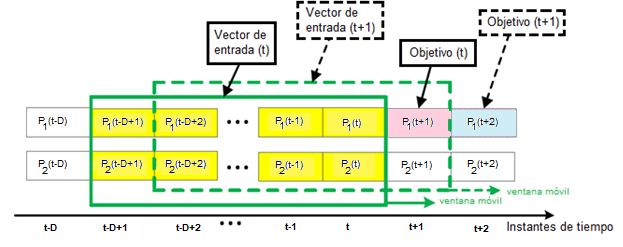 Vector de
entrada (t)
Vector de
entrada (t+1)
Objetivo (t)
Objetivo (t+1)
P1(t-D) P1(t-D+1) P1(t-D+2) ••• P1(t-1) P1(t) P1(t+1) P1(t+2)
P2(t-D) P2(t-D+1) P2(t-D+2) ••• P2(t-1) P2(t) P2(t+1) P2(t+2)
ventana móvil
ventana móvil
t-D t-D+1 t-D+2 ••• t-1 t t+1 t+2 Instantes de tiempo